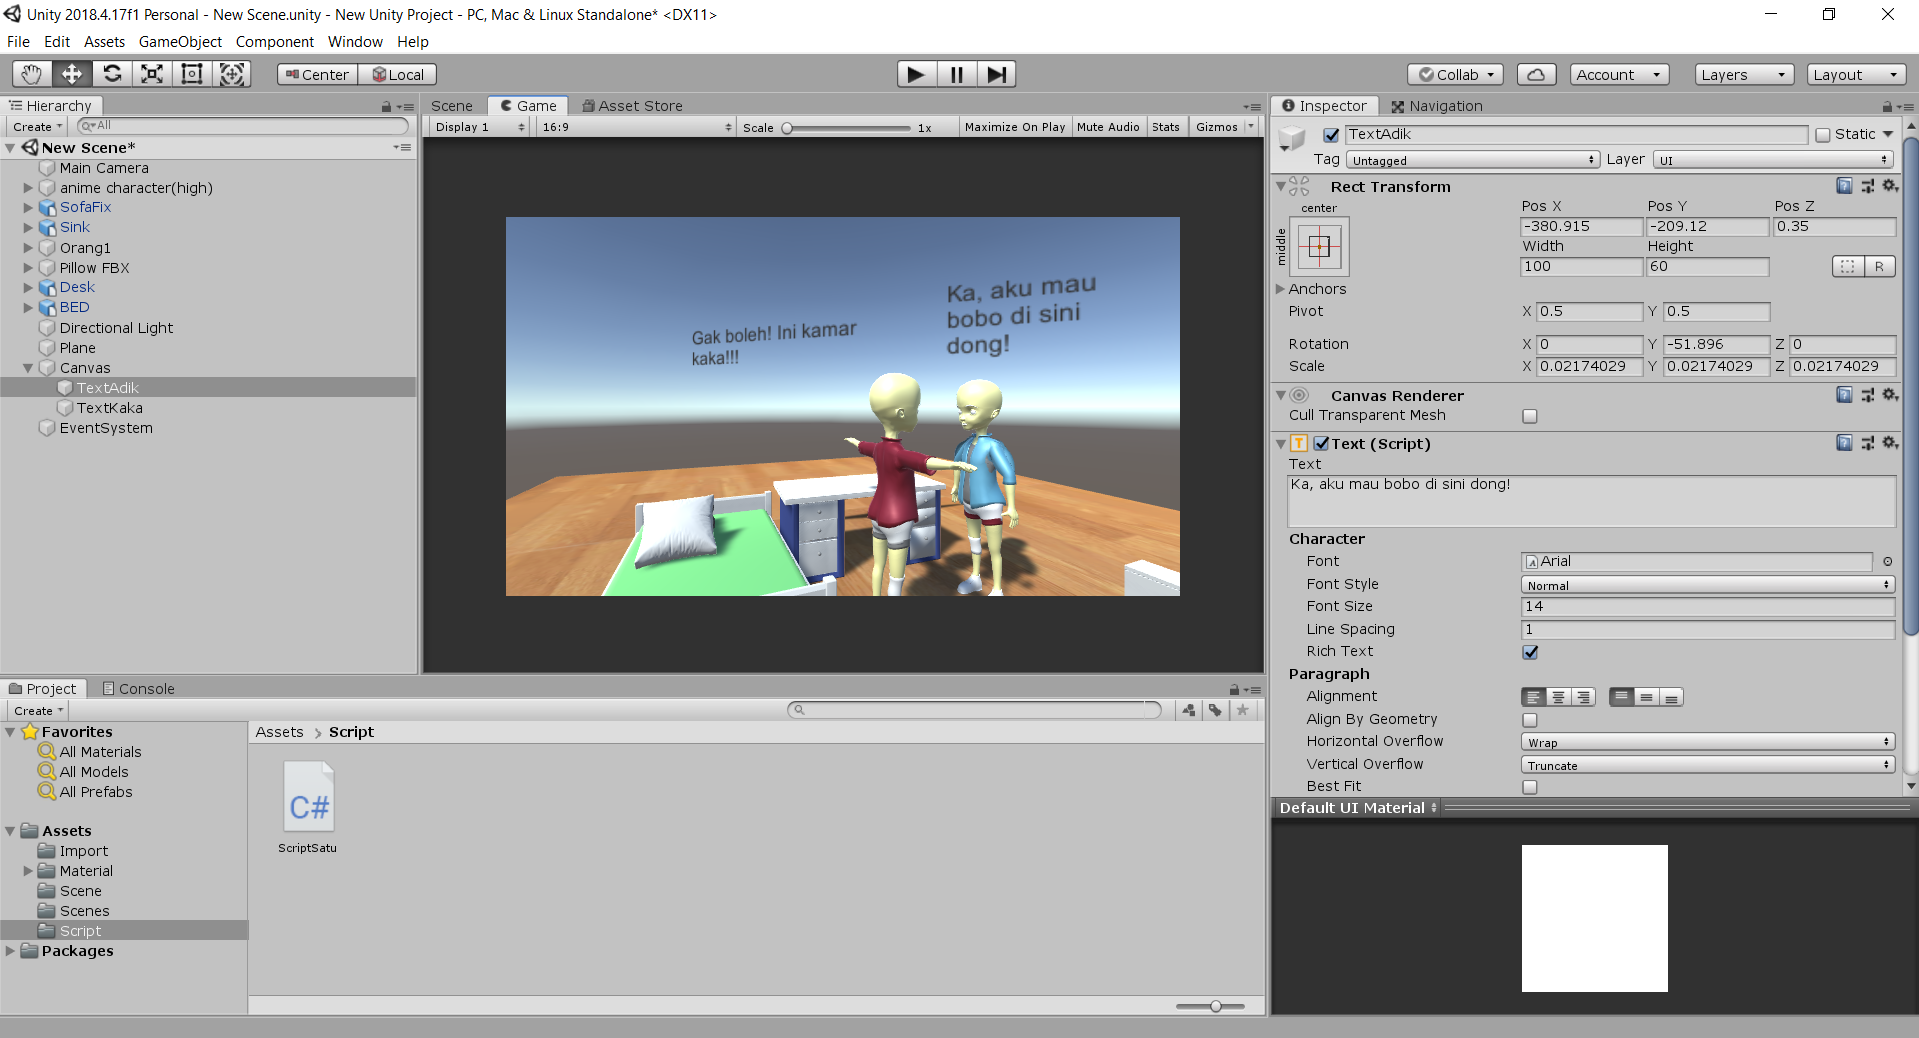 Unity 2018.4.17f1 Personal - New Scene.unity - New Unity Project - PC, Mac & Linux Standalone* <DX11>
File Edit Assets GameObject Component Window Help
Center Local Collab Account Layers Layout
Hierarchy
Create All
New Scene*
Main Camera
anime character(high)
SofaFix
Sink
Orang1
Pillow FBX
Desk
BED
Directional Light
Plane
Canvas
TextAdik
TextKaka
EventSystem
Scene Game Asset Store
Display 1 16:9 Scale 1x Maximize On Play Mute Audio Stats Gizmos
Ka, aku mau
bobo di sini
dong!
Gak boleh! Ini kamar
kaka!!!
Inspector Navigation
TextAdik Static
Tag Untagged Layer UI
Rect Transform
center
middle
Pos X Pos Y Pos Z
-380.915 -209.12 0.35
Width Height
100 60 R
Anchors
Pivot X 0.5 Y 0.5
Rotation X 0 Y -51.896 Z 0
Scale X 0.02174029 Y 0.02174029 Z 0.02174029
Canvas Renderer
Cull Transparent Mesh
T Text (Script)
Text
Ka, aku mau bobo di sini dong!
Character
Font Arial
Font Style Normal
Font Size 14
Line Spacing 1
Rich Text
Paragraph
Alignment
Align By Geometry
Horizontal Overflow Wrap
Vertical Overflow Truncate
Best Fit
Default UI Material
Project Console
Create
Favorites
All Materials
All Models
All Prefabs
Assets
Import
Material
Scene
Scenes
Script
Packages
Assets > Script
C#
ScriptSatu